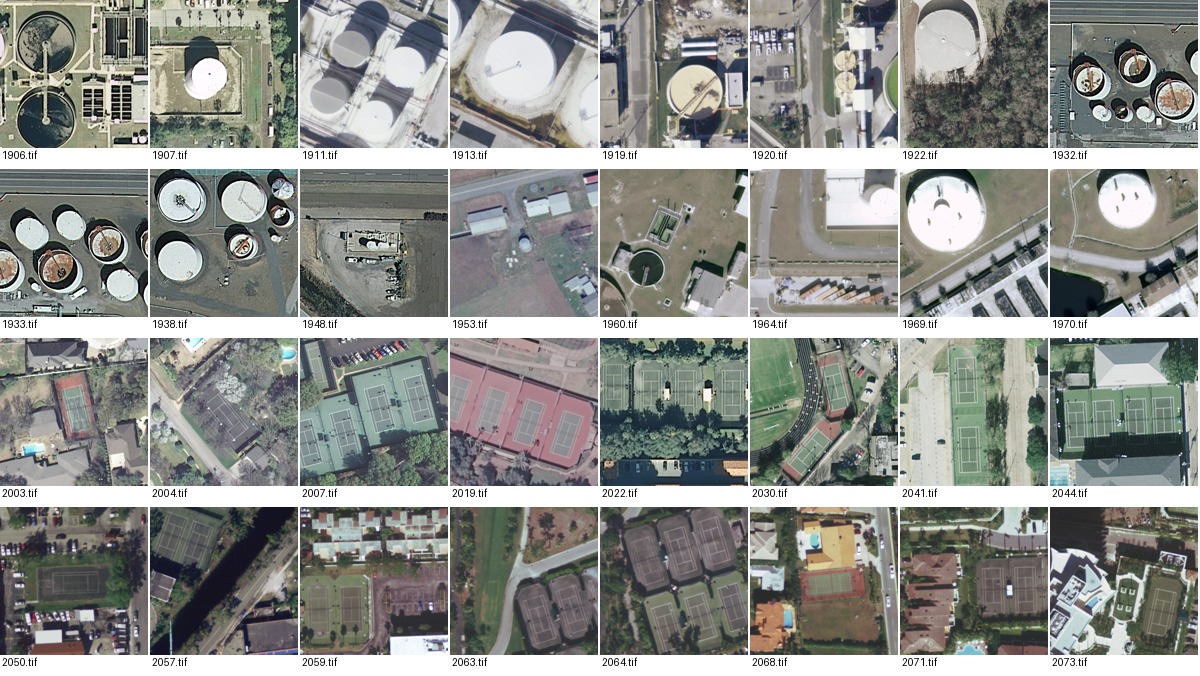 1906.tif 1907.tif 1911.tif 1913.tif 1919.tif 1920.tif 1922.tif 1932.tif
1933.tif 1938.tif 1948.tif 1953.tif 1960.tif 1964.tif 1969.tif 1970.tif
2003.tif 2004.tif 2007.tif 2019.tif 2022.tif 2030.tif 2041.tif 2044.tif
2050.tif 2057.tif 2059.tif 2063.tif 2064.tif 2068.tif 2071.tif 2073.tif